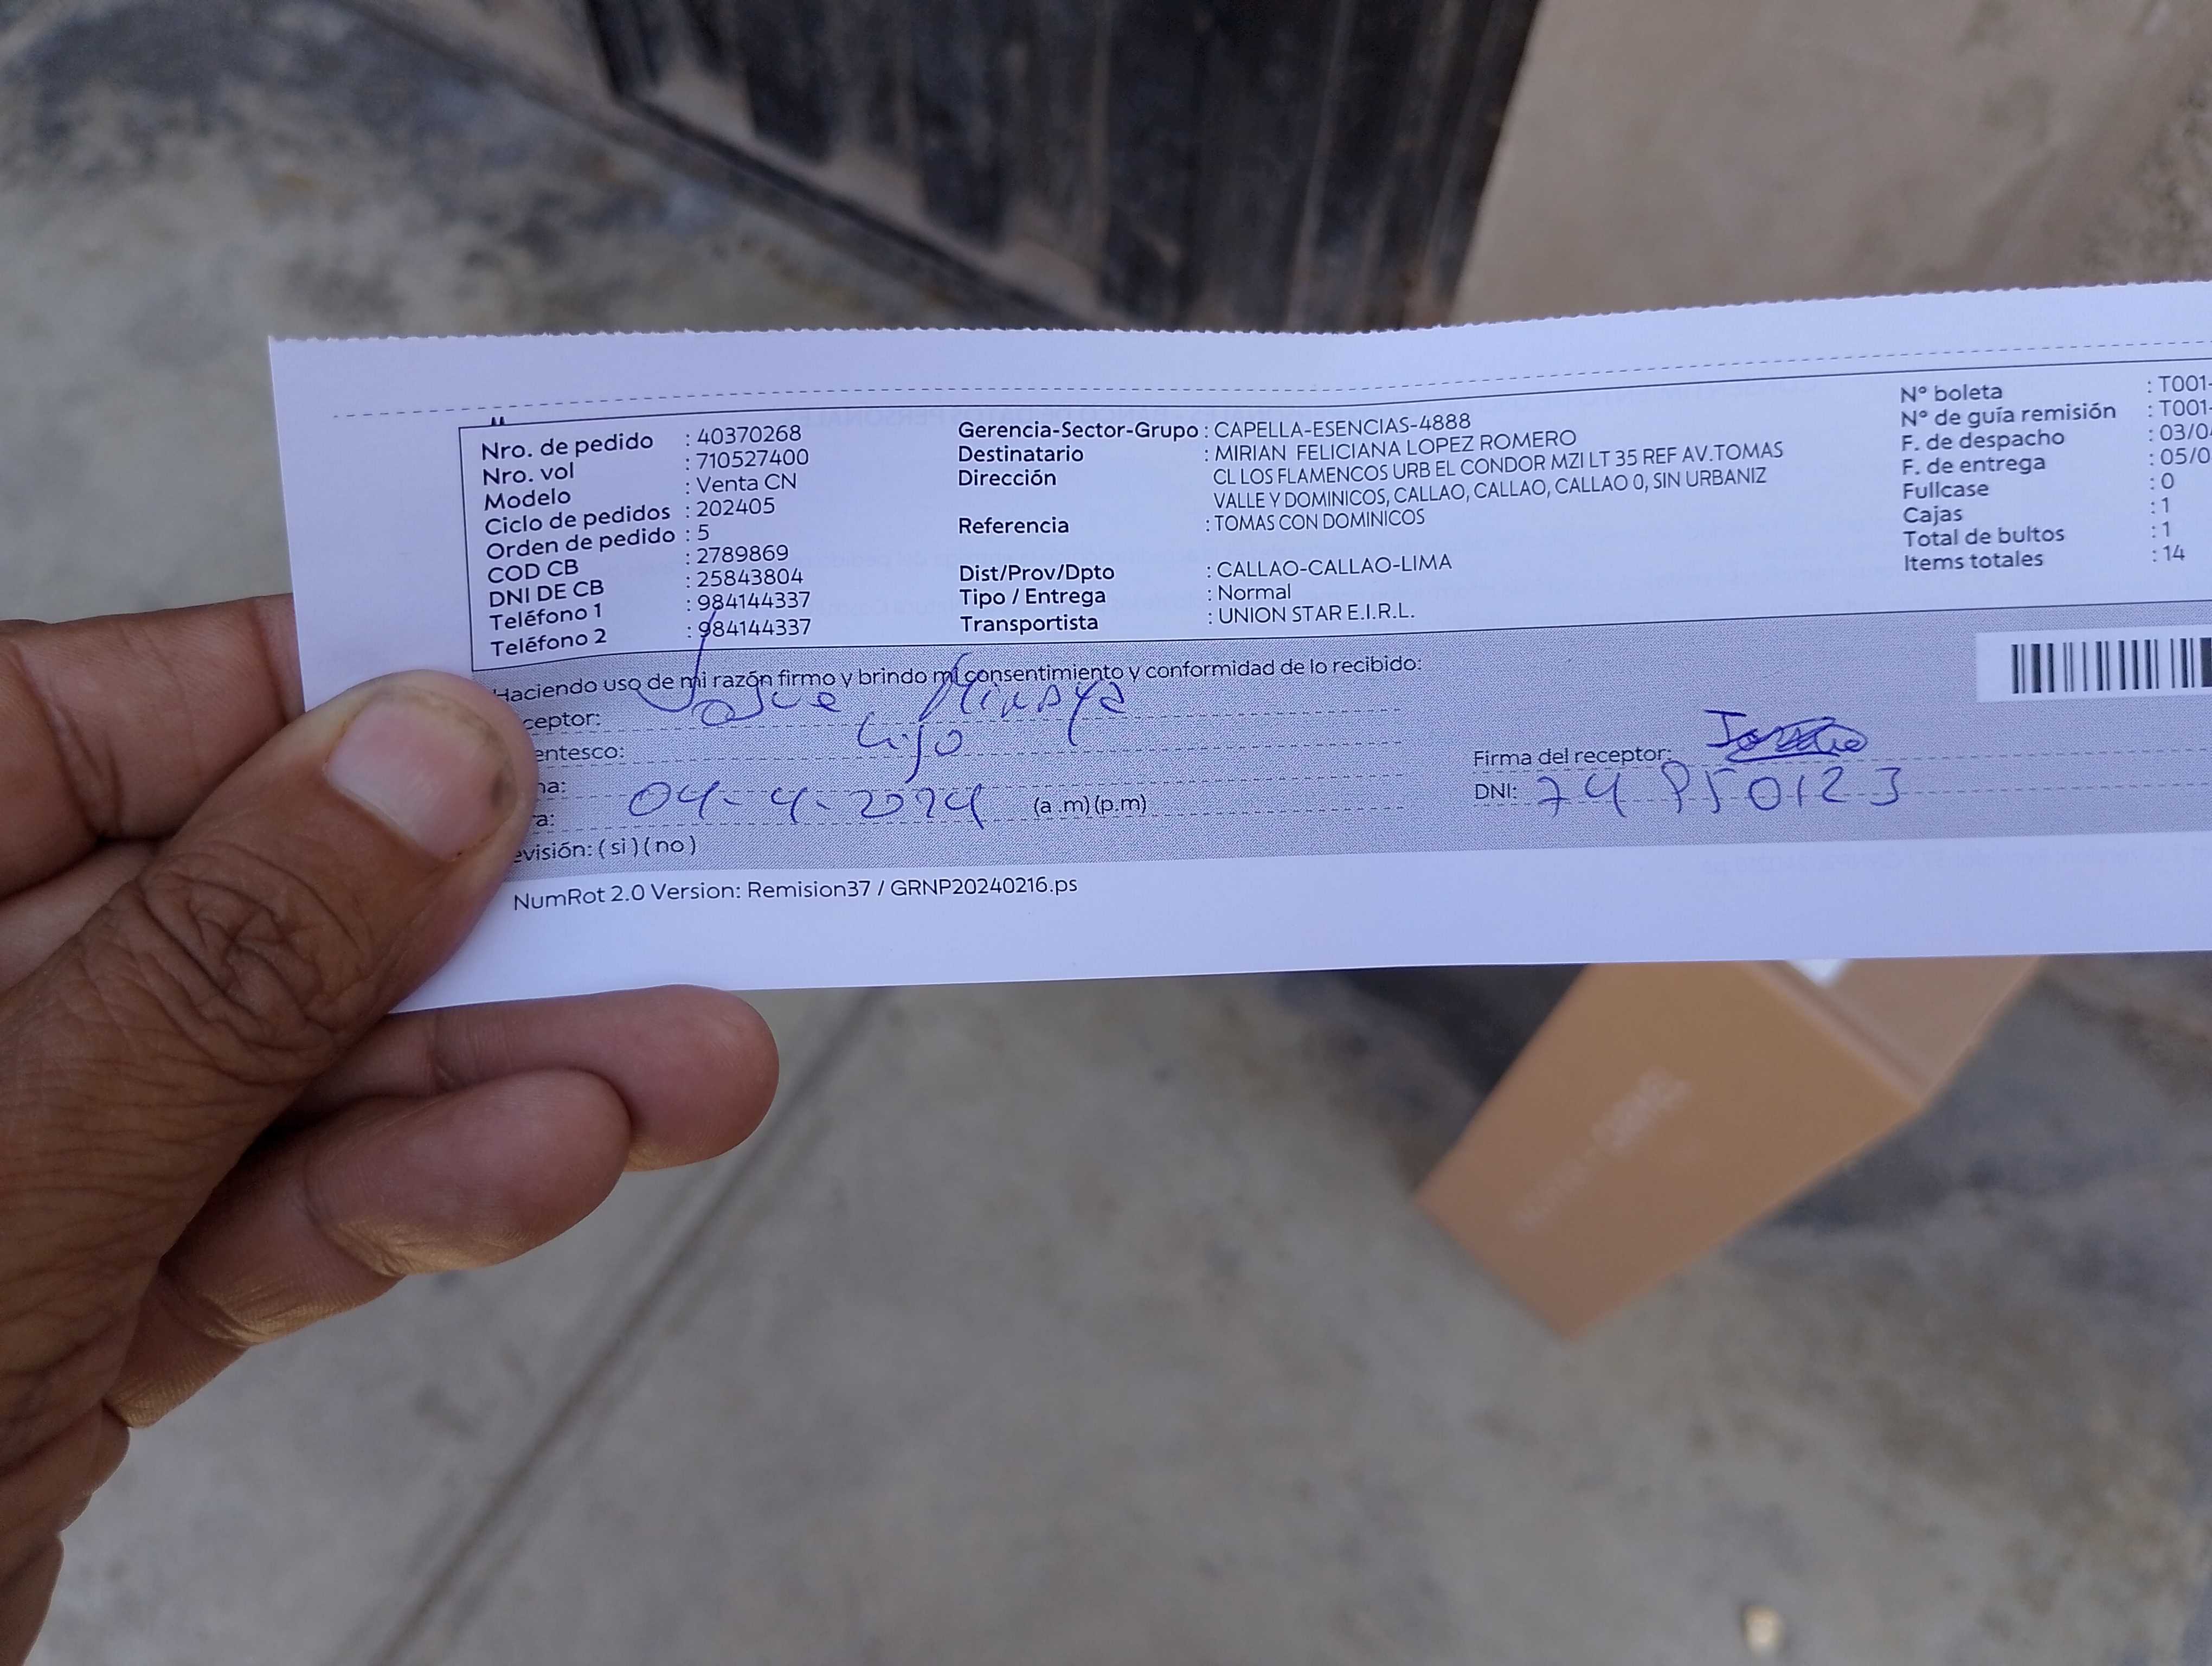 Nro. de pedido : 40370268
Nro. vol : 710527400
Modelo : Venta CN
Ciclo de pedidos : 202405
Orden de pedido : 5
COD CB : 2789869
DNI DE CB : 25843804
Teléfono 1 : 984144337
Teléfono 2 : 984144337
Gerencia-Sector-Grupo : CAPELLA-ESENCIAS-4888
Destinatario : MIRIAN FELICIANA LOPEZ ROMERO
Dirección CL LOS FLAMENCOS URB EL CONDOR MZI LT 35 REF AV.TOMAS
VALLE Y DOMINICOS, CALLAO, CALLAO, CALLAO 0, SIN URBANIZ
Referencia : TOMAS CON DOMINICOS
Dist/Prov/Dpto : CALLAO-CALLAO-LIMA
Tipo / Entrega : Normal
Transportista : UNION STAR E.I.R.L.
N° boleta : T001-
N° de guía remisión : T001-
F. de despacho : 03/0
F. de entrega : 05/0
Fullcase : 0
Cajas : 1
Total de bultos : 1
Items totales : 14
Haciendo uso de mi razón firmo y brindo mi consentimiento y conformidad de lo recibido:
ceptor: Josue Minaya
entesco: hijo
na: 04-4-2024
ra: (a .m) (p.m)
evisión: ( si ) ( no )
Firma del receptor:
DNI: 74950123
NumRot 2.0 Version: Remision37 / GRNP20240216.ps